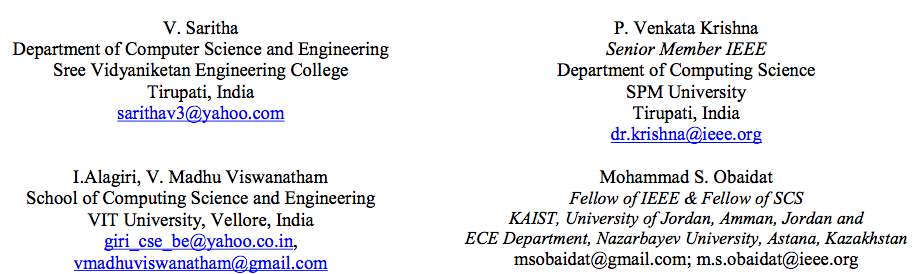 V. Saritha
Department of Computer Science and Engineering
Sree Vidyaniketan Engineering College
Tirupati, India
sarithav3@yahoo.com
P. Venkata Krishna
Senior Member IEEE
Department of Computing Science
SPM University
Tirupati, India
dr.krishna@ieee.org
I.Alagiri, V. Madhu Viswanatham
School of Computing Science and Engineering
VIT University, Vellore, India
giri_cse_be@yahoo.co.in,
vmadhuviswanatham@gmail.com
Mohammad S. Obaidat
Fellow of IEEE & Fellow of SCS
KAIST, University of Jordan, Amman, Jordan and
ECE Department, Nazarbayev University, Astana, Kazakhstan
msobaidat@gmail.com; m.s.obaidat@ieee.org